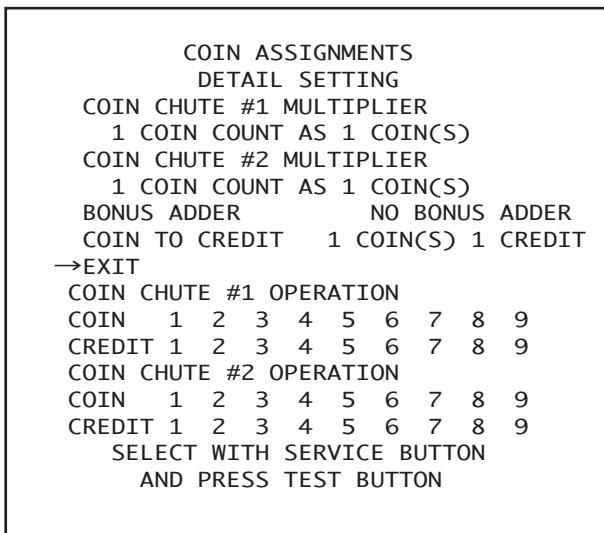 COIN ASSIGNMENTS
DETAIL SETTING
COIN CHUTE #1 MULTIPLIER
1 COIN COUNT AS 1 COIN(S)
COIN CHUTE #2 MULTIPLIER
1 COIN COUNT AS 1 COIN(S)
BONUS ADDER NO BONUS ADDER
COIN TO CREDIT 1 COIN(S) 1 CREDIT
→EXIT
COIN CHUTE #1 OPERATION
COIN 1 2 3 4 5 6 7 8 9
CREDIT 1 2 3 4 5 6 7 8 9
COIN CHUTE #2 OPERATION
COIN 1 2 3 4 5 6 7 8 9
CREDIT 1 2 3 4 5 6 7 8 9
SELECT WITH SERVICE BUTTON
AND PRESS TEST BUTTON